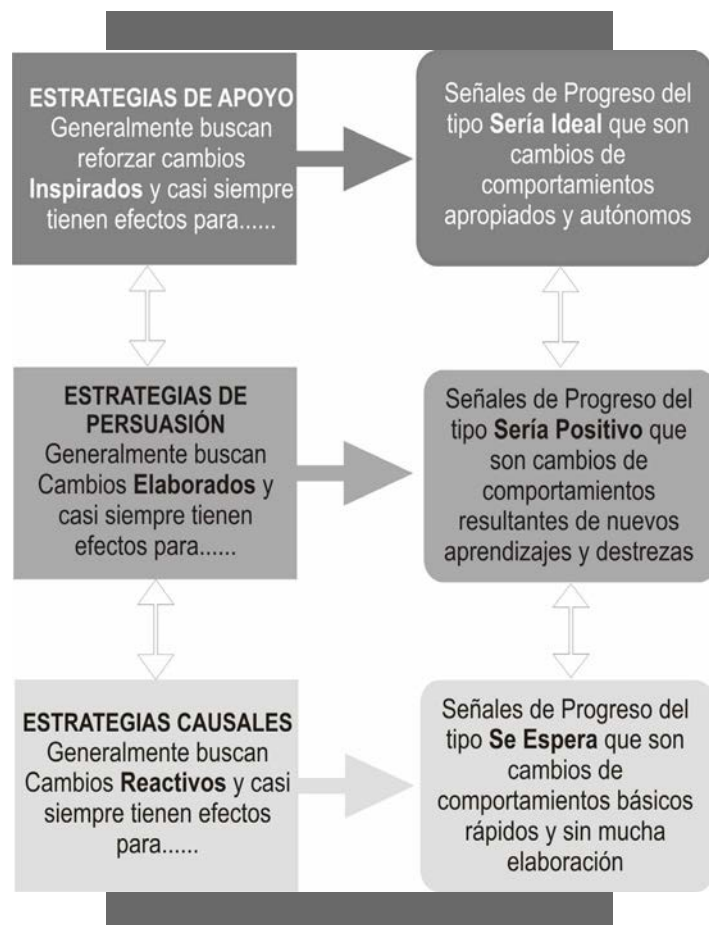 ESTRATEGIAS DE APOYO
Generalmente buscan
reforzar cambios
Inspirados y casi siempre
tienen efectos para......
Señales de Progreso del
tipo Sería Ideal que son
cambios de
comportamientos
apropiados y autónomos
ESTRATEGIAS DE
PERSUASIÓN
Generalmente buscan
Cambios Elaborados y
casi siempre tienen
efectos para......
Señales de Progreso del
tipo Sería Positivo que
son cambios de
comportamientos
resultantes de nuevos
aprendizajes y destrezas
ESTRATEGIAS CAUSALES
Generalmente buscan
Cambios Reactivos y casi
siempre tienen efectos
para......
Señales de Progreso del
tipo Se Espera que son
cambios de
comportamientos básicos
rápidos y sin mucha
elaboración